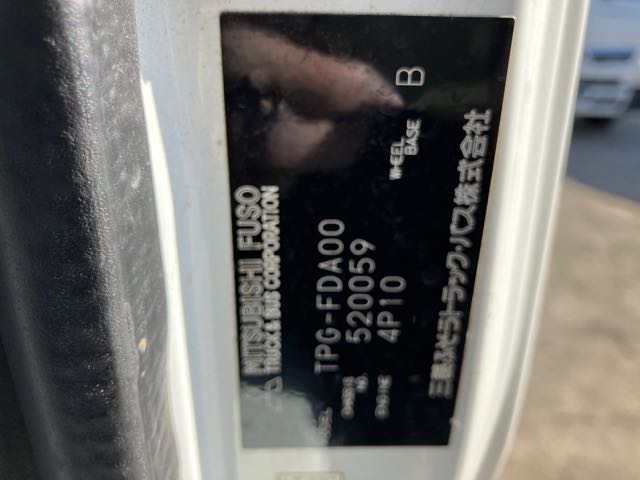 MITSUBISHI FUSO
TRUCK & BUS CORPORATION
MODEL TPG-FDA00
CHASSIS NO. 520059
ENGINE 4P10 WHEEL BASE B
三菱ふそうトラック・バス株式会社